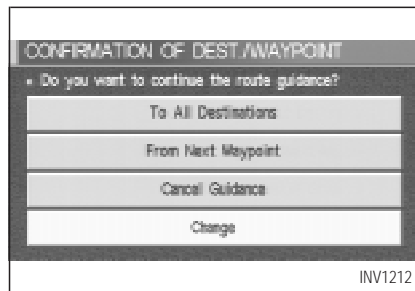 CONFIRMATION OF DEST./WAYPOINT
• Do you want to continue the route guidance?
To All Destinations
From Next Waypoint
Cancel Guidance
Change
INV1212